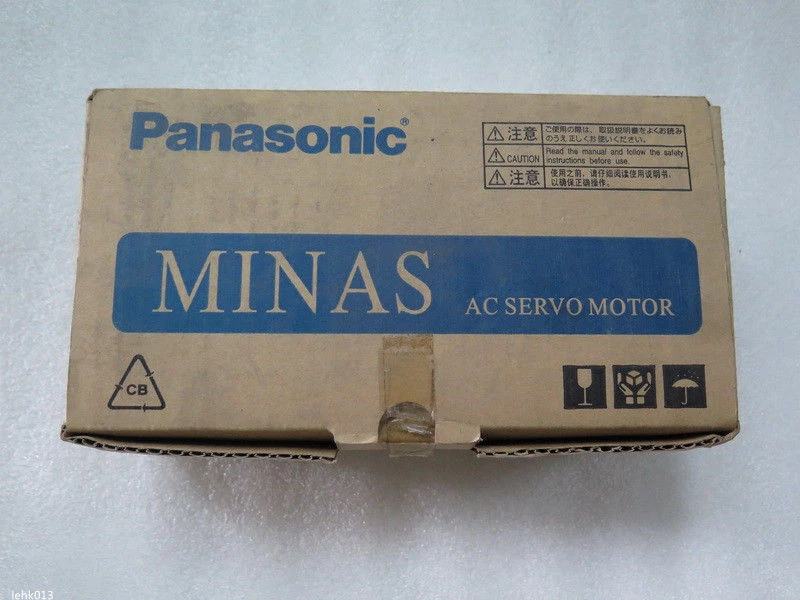 Panasonic®
注意 ご使用の際は、取扱説明書をよくお読み
のうえ正しくお使いください。
CAUTION Read the manual and follow the safety
instructions before use.
注意 使用之前,请仔细阅读使用说明书,
以确保正确操作。
MINAS AC SERVO MOTOR
CB
lehk013